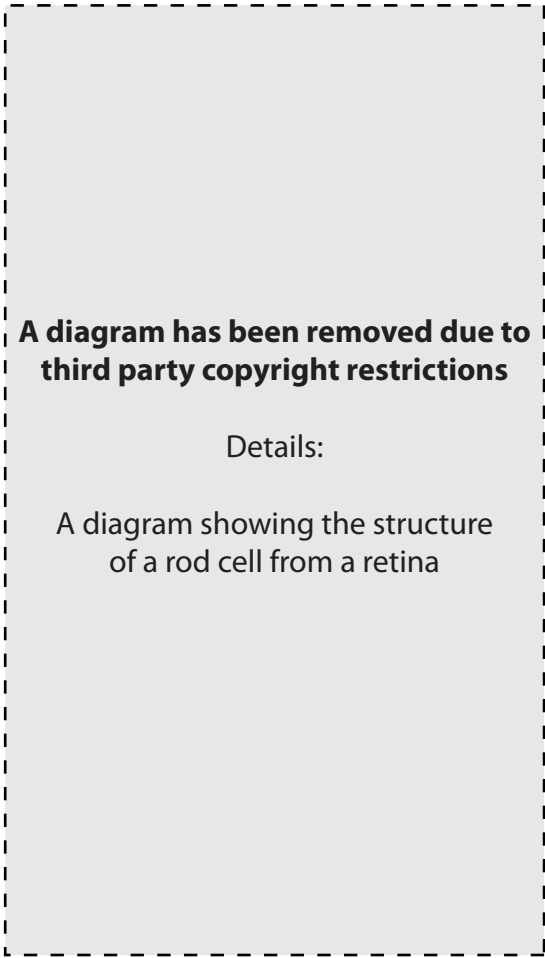 A diagram has been removed due to
third party copyright restrictions
Details:
A diagram showing the structure
of a rod cell from a retina